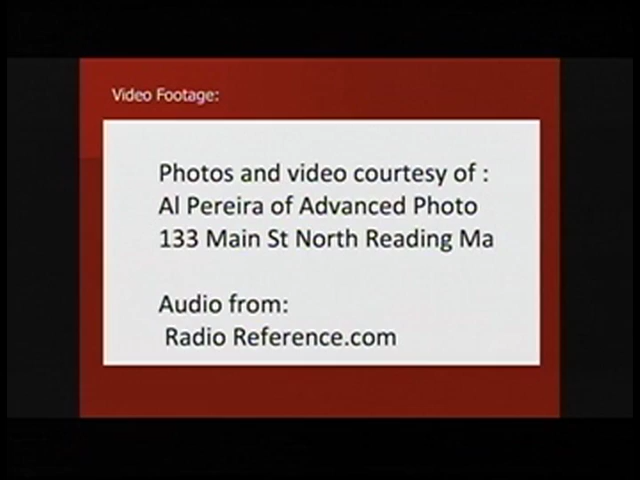 Video Footage:
Photos and video courtesy of :
Al Pereira of Advanced Photo
133 Main St North Reading Ma
Audio from:
Radio Reference.com